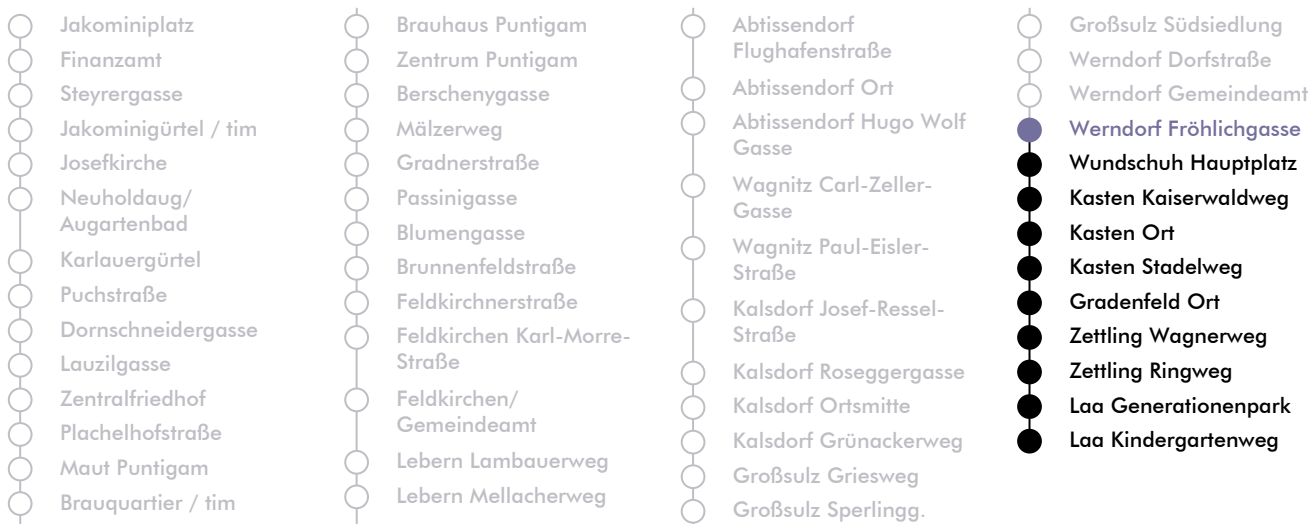 Jakominiplatz
Finanzamt
Steyrergasse
Jakominigürtel / tim
Josefkirche
Neuholdaug/
Augartenbad
Karlauergürtel
Puchstraße
Dornschneidergasse
Lauzilgasse
Zentralfriedhof
Plachelhofstraße
Maut Puntigam
Brauquartier / tim
Brauhaus Puntigam
Zentrum Puntigam
Berschenygasse
Mälzerweg
Gradnerstraße
Passinigasse
Blumengasse
Brunnenfeldstraße
Feldkirchnerstraße
Feldkirchen Karl-Morre-
Straße
Feldkirchen/
Gemeindeamt
Lebern Lambauerweg
Lebern Mellacherweg
Abtissendorf
Flughafenstraße
Abtissendorf Ort
Abtissendorf Hugo Wolf
Gasse
Wagnitz Carl-Zeller-
Gasse
Wagnitz Paul-Eisler-
Straße
Kalsdorf Josef-Ressel-
Straße
Kalsdorf Roseggergasse
Kalsdorf Ortsmitte
Kalsdorf Grünackerweg
Großsulz Griesweg
Großsulz Sperlingg.
Großsulz Südsiedlung
Werndorf Dorfstraße
Werndorf Gemeindeamt
Werndorf Fröhlichgasse
Wundschuh Hauptplatz
Kasten Kaiserwaldweg
Kasten Ort
Kasten Stadelweg
Gradenfeld Ort
Zettling Wagnerweg
Zettling Ringweg
Laa Generationenpark
Laa Kindergartenweg